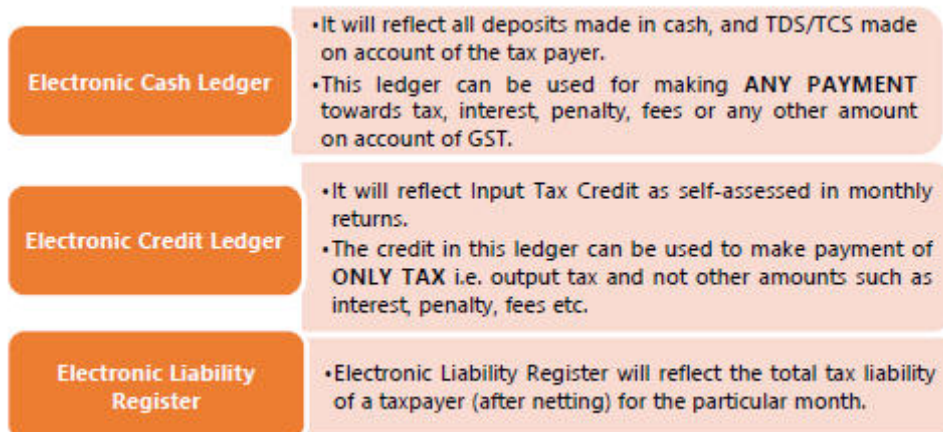 Electronic Cash Ledger
•It will reflect all deposits made in cash, and TDS/TCS made
on account of the tax payer.
•This ledger can be used for making ANY PAYMENT
towards tax, interest, penalty, fees or any other amount
on account of GST.
Electronic Credit Ledger
•It will reflect Input Tax Credit as self-assessed in monthly
returns.
•The credit in this ledger can be used to make payment of
ONLY TAX i.e. output tax and not other amounts such as
interest, penalty, fees etc.
Electronic Liability
Register
•Electronic Liability Register will reflect the total tax liability
of a taxpayer (after netting) for the particular month.